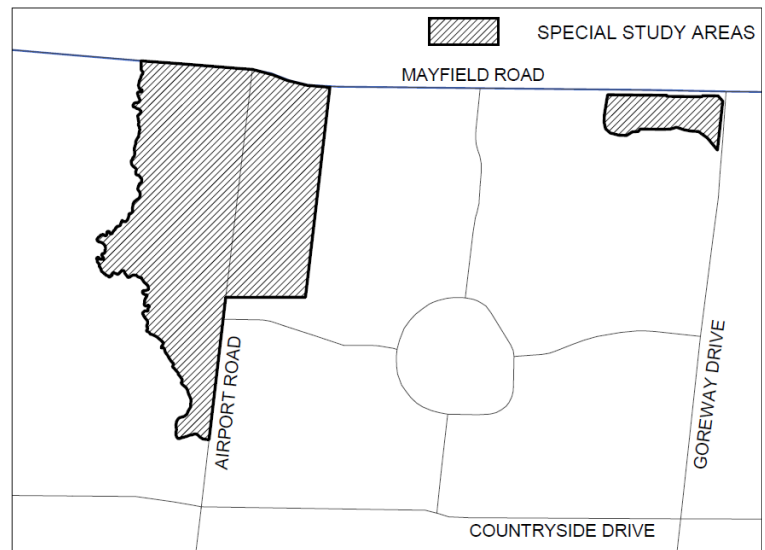 SPECIAL STUDY AREAS
MAYFIELD ROAD
AIRPORT ROAD
GOREWAY DRIVE
COUNTRYSIDE DRIVE